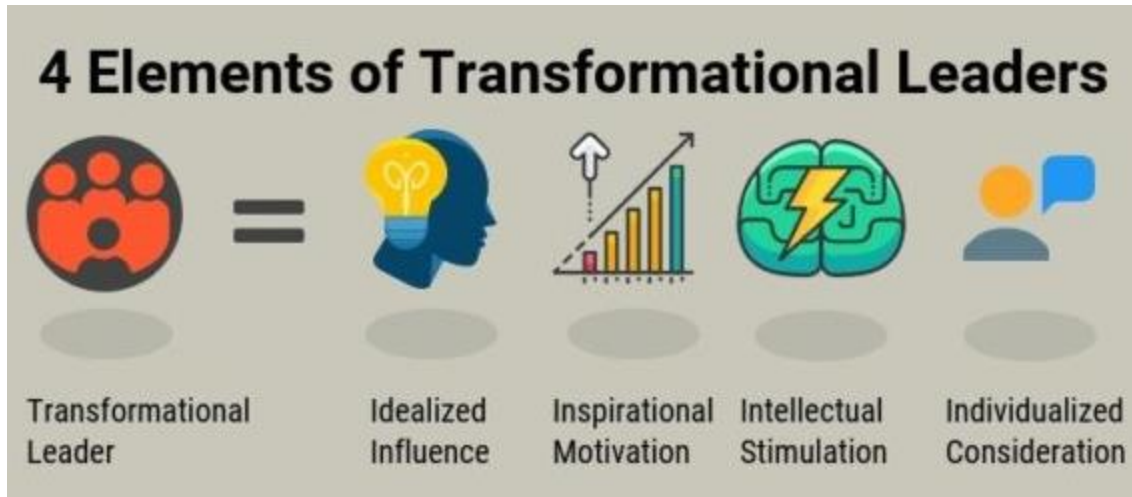 4 Elements of Transformational Leaders
Transformational
Leader
Idealized
Influence
Inspirational
Motivation
Intellectual
Stimulation
Individualized
Consideration